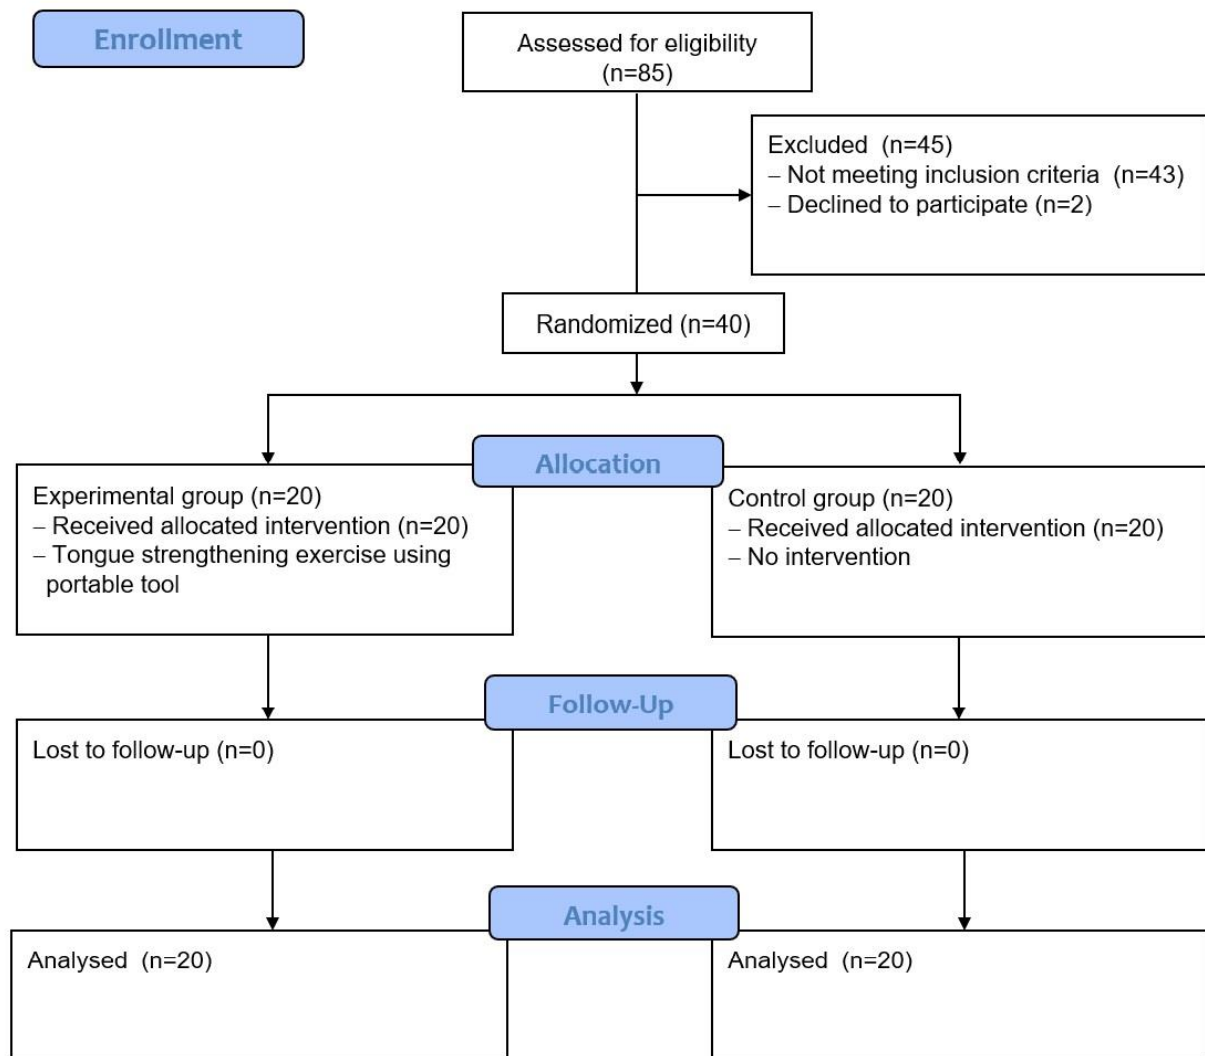 Enrollment
Assessed for eligibility
(n=85)
Excluded  (n=45)
– Not meeting inclusion criteria  (n=43)
– Declined to participate (n=2)
Randomized (n=40)
Allocation
Experimental group (n=20)
– Received allocated intervention (n=20)
– Tongue strengthening exercise using
portable tool
Control group (n=20)
– Received allocated intervention (n=20)
– No intervention
Follow-Up
Lost to follow-up (n=0)
Lost to follow-up (n=0)
Analysis
Analysed  (n=20)
Analysed  (n=20)